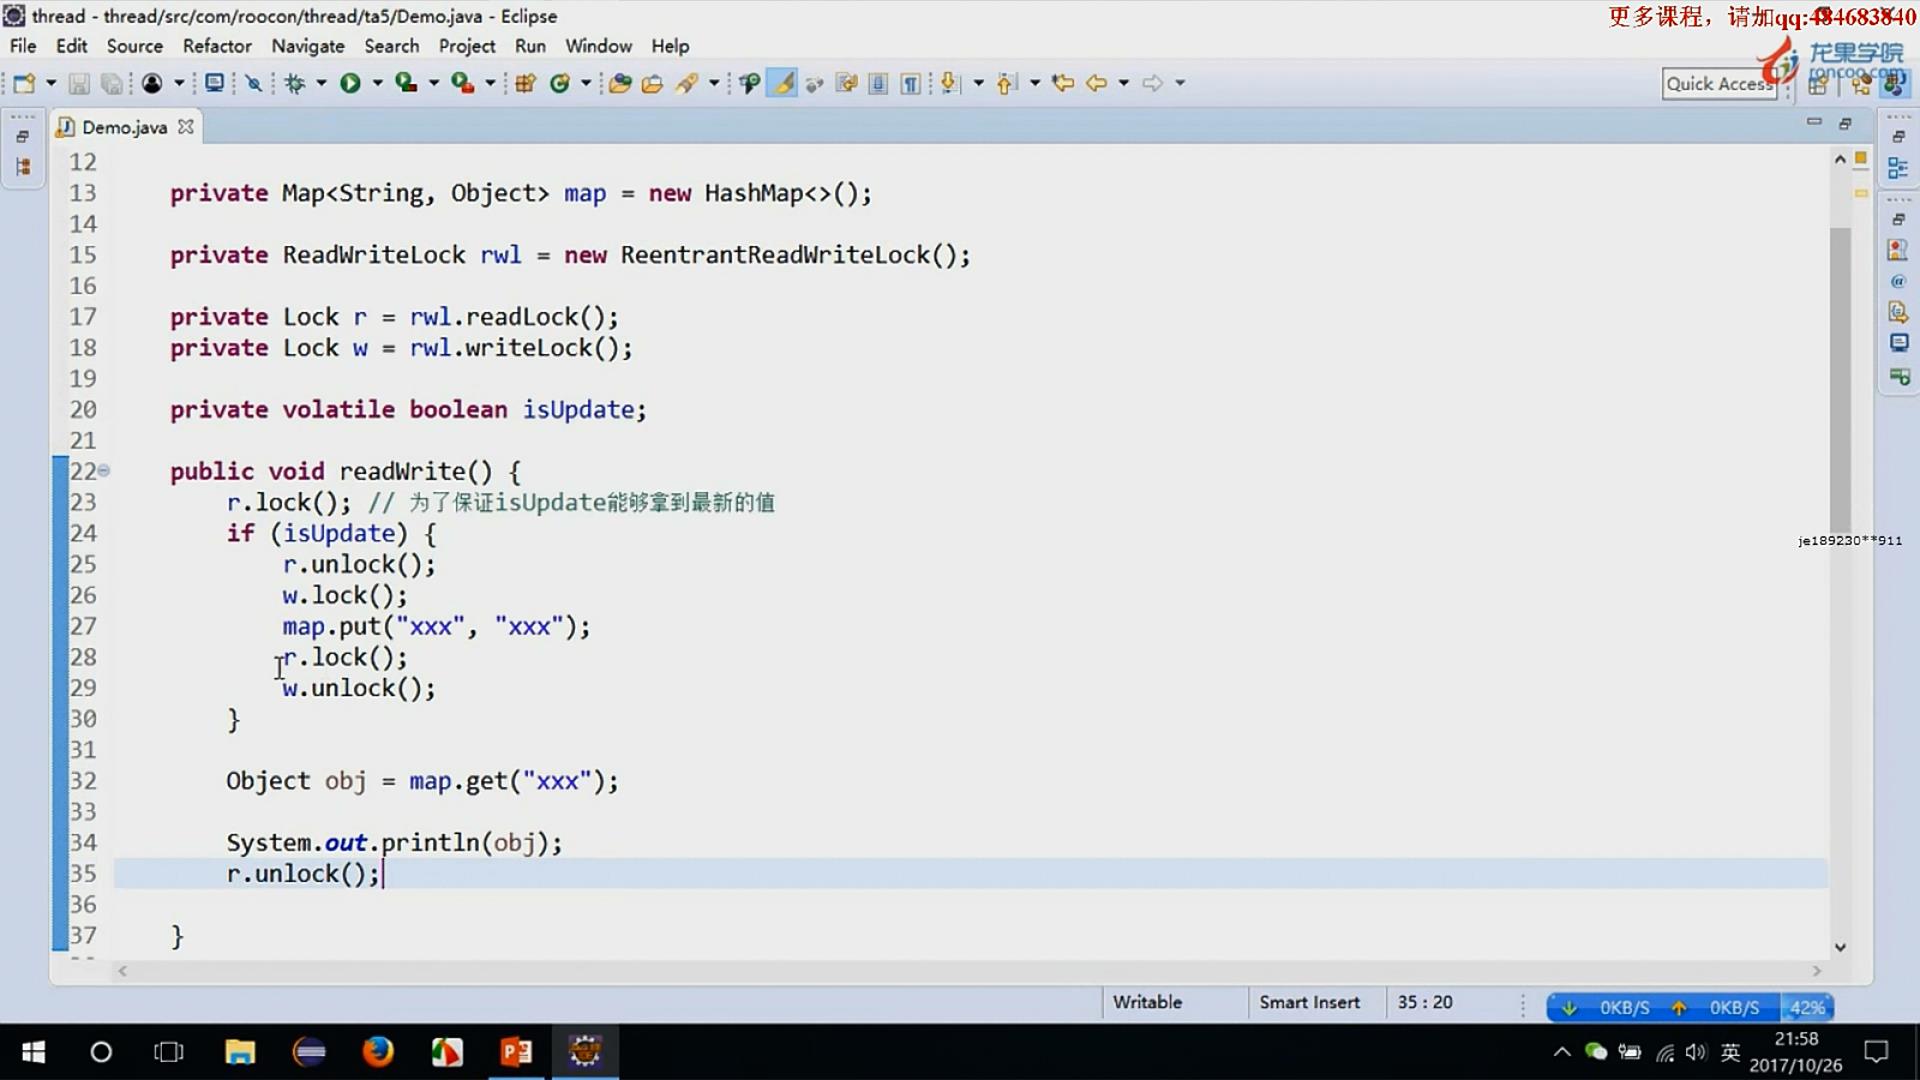 thread - thread/src/com/roocon/thread/ta5/Demo.java - Eclipse
更多课程，请加qq:484683840
File Edit Source Refactor Navigate Search Project Run Window Help
龙果学院
roncoo.com
Quick Access
Demo.java
12
13 private Map<String, Object> map = new HashMap<>();
14
15 private ReadWriteLock rwl = new ReentrantReadWriteLock();
16
17 private Lock r = rwl.readLock();
18 private Lock w = rwl.writeLock();
19
20 private volatile boolean isUpdate;
21
22 public void readWrite() {
23 r.lock(); // 为了保证isUpdate能够拿到最新的值
24 if (isUpdate) {
25 r.unlock();
26 w.lock();
27 map.put("xxx", "xxx");
28 r.lock();
29 w.unlock();
30 }
31
32 Object obj = map.get("xxx");
33
34 System.out.println(obj);
35 r.unlock();
36
37 }
je189230**911
Writable Smart Insert 35 : 20
0KB/S 0KB/S 42%
英
21:58
2017/10/26